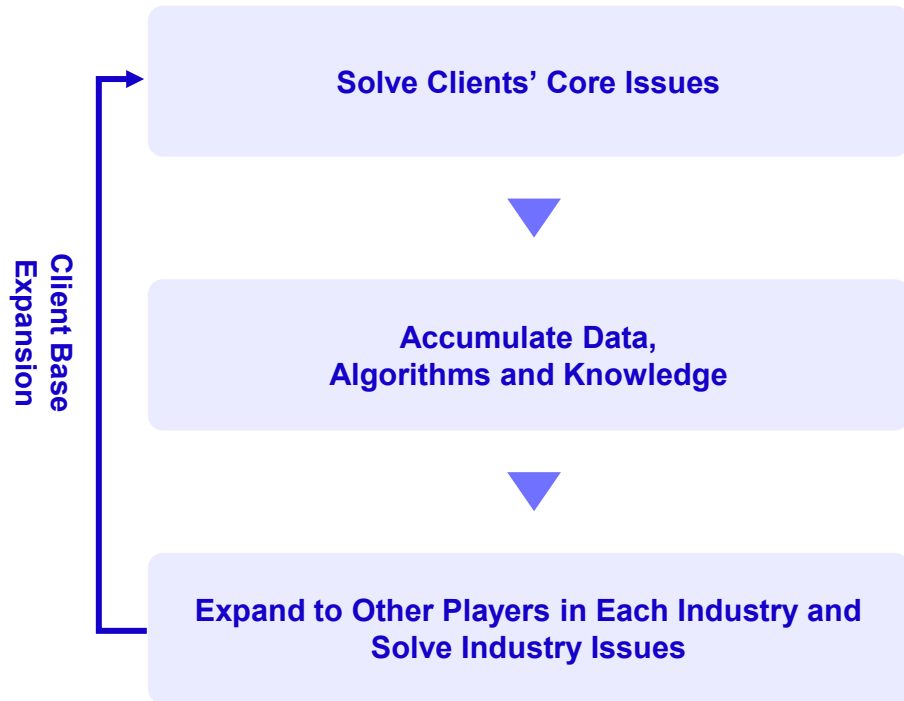 Solve Clients’ Core Issues
Client Base
Expansion
Accumulate Data,
Algorithms and Knowledge
Expand to Other Players in Each Industry and
Solve Industry Issues